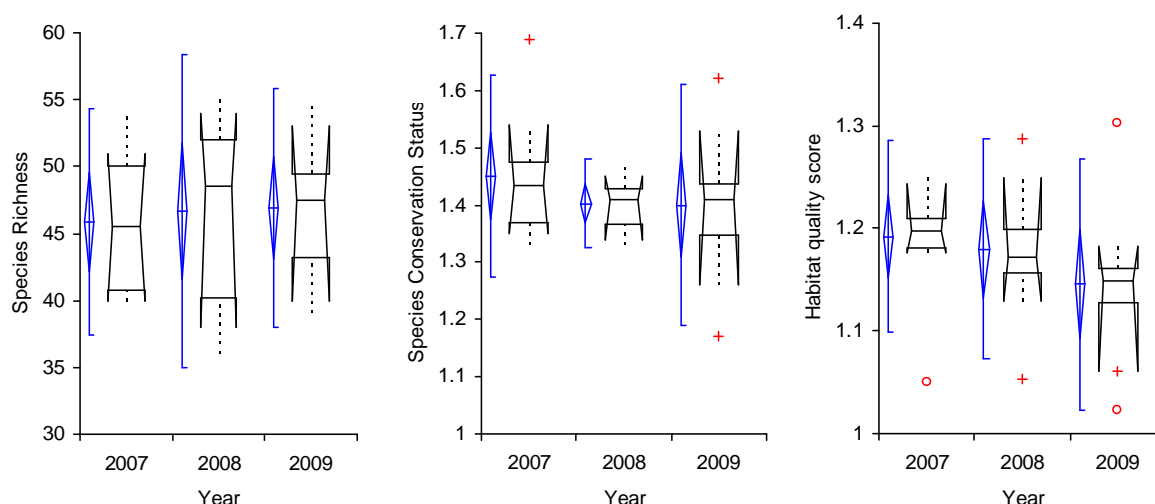 Species Richness
60
55
50
45
40
35
30
2007 2008 2009
Year
Species Conservation Status
1.7
1.6
1.5
1.4
1.3
1.2
1.1
1
2007 2008 2009
Year
Habitat quality score
1.4
1.3
1.2
1.1
1
2007 2008 2009
Year